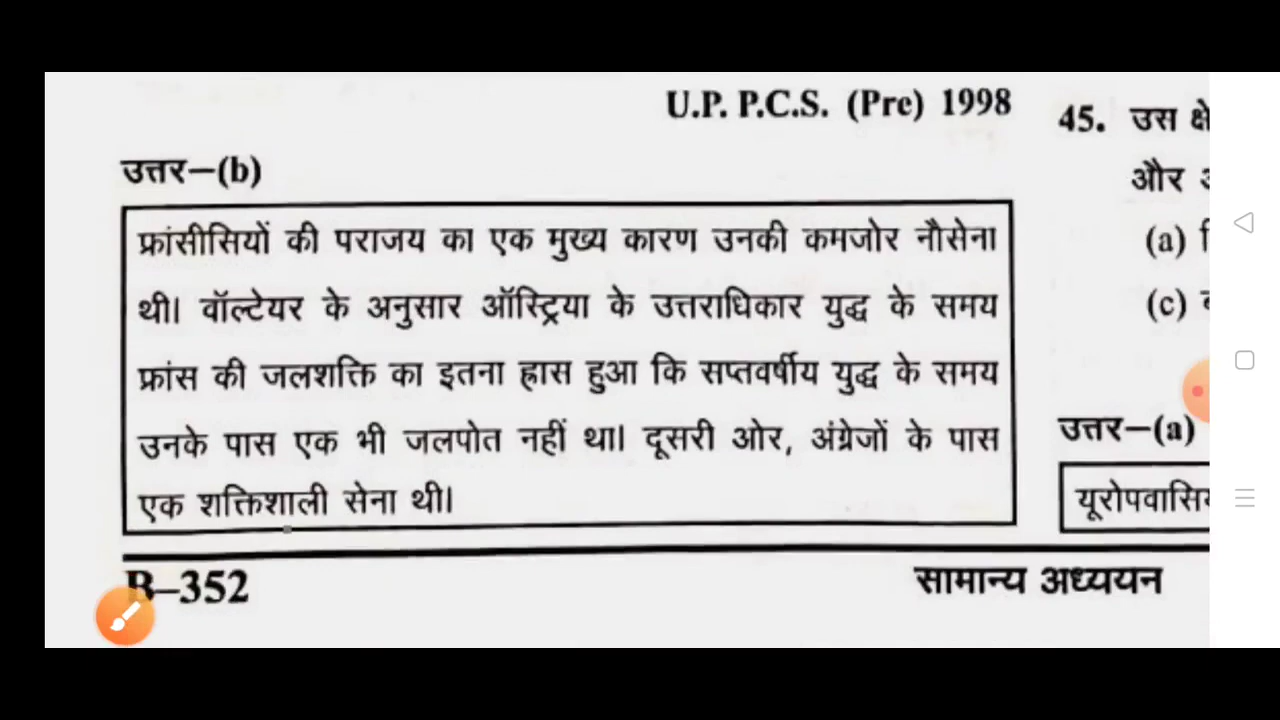 U.P. P.C.S. (Pre) 1998
उत्तर–(b)
फ्रांसीसियों की पराजय का एक मुख्य कारण उनकी कमजोर नौसेना
थी। वॉल्टेयर के अनुसार ऑस्ट्रिया के उत्तराधिकार युद्ध के समय
फ्रांस की जलशक्ति का इतना ह्रास हुआ कि सप्तवर्षीय युद्ध के समय
उनके पास एक भी जलपोत नहीं था। दूसरी ओर, अंग्रेजों के पास
एक शक्तिशाली सेना थी।
45. उस
और
(a)
(c)
उत्तर–(a)
B–352
सामान्य अध्ययन